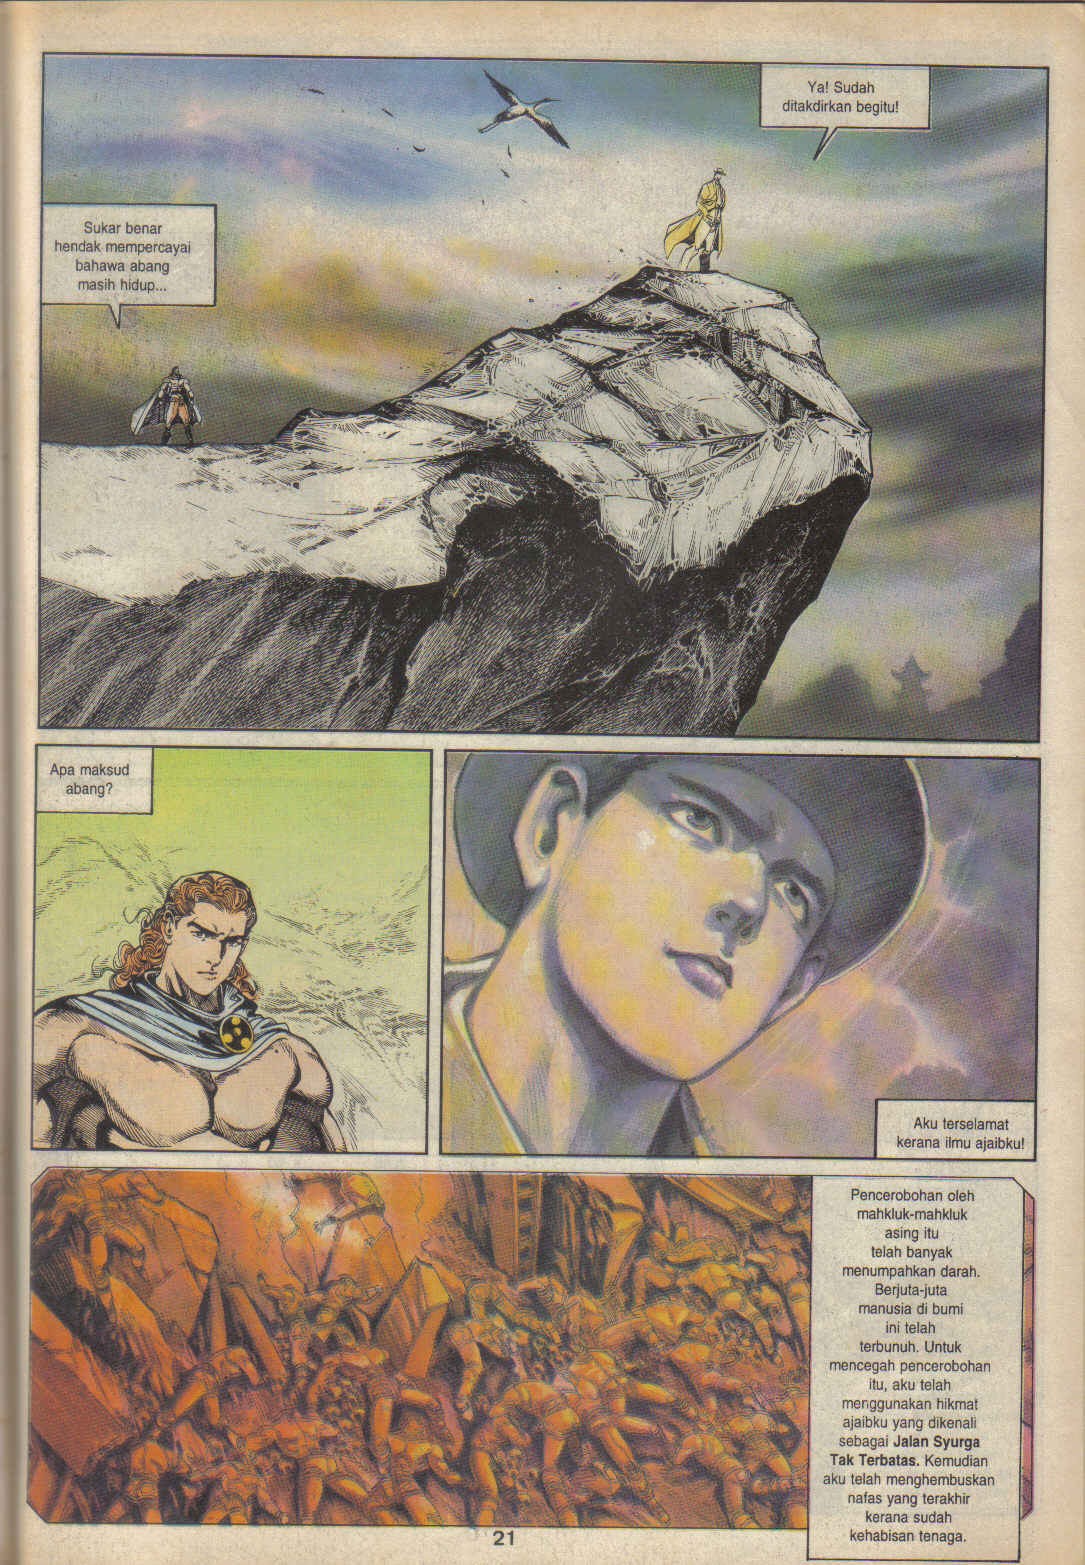 Sukar benar
hendak mempercayai
bahawa abang
masih hidup...
Ya! Sudah
ditakdirkan begitu!
Apa maksud
abang?
Aku terselamat
kerana ilmu ajaibku!
Pencerobohan oleh
mahkluk-mahkluk
asing itu
telah banyak
menumpahkan darah.
Berjuta-juta
manusia di bumi
ini telah
terbunuh. Untuk
mencegah pencerobohan
itu, aku telah
menggunakan hikmat
ajaibku yang dikenali
sebagai Jalan Syurga
Tak Terbatas. Kemudian
aku telah menghembuskan
nafas yang terakhir
kerana sudah
kehabisan tenaga.
21